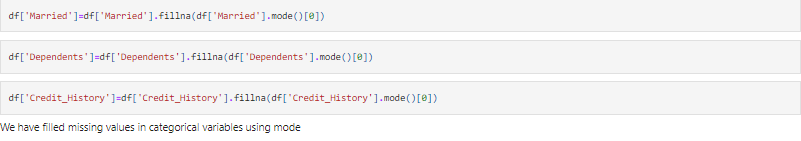 df['Married']=df['Married'].fillna(df['Married'].mode()[0])
df['Dependents']=df['Dependents'].fillna(df['Dependents'].mode()[0])
df['Credit_History']=df['Credit_History'].fillna(df['Credit_History'].mode()[0])
We have filled missing values in categorical variables using mode